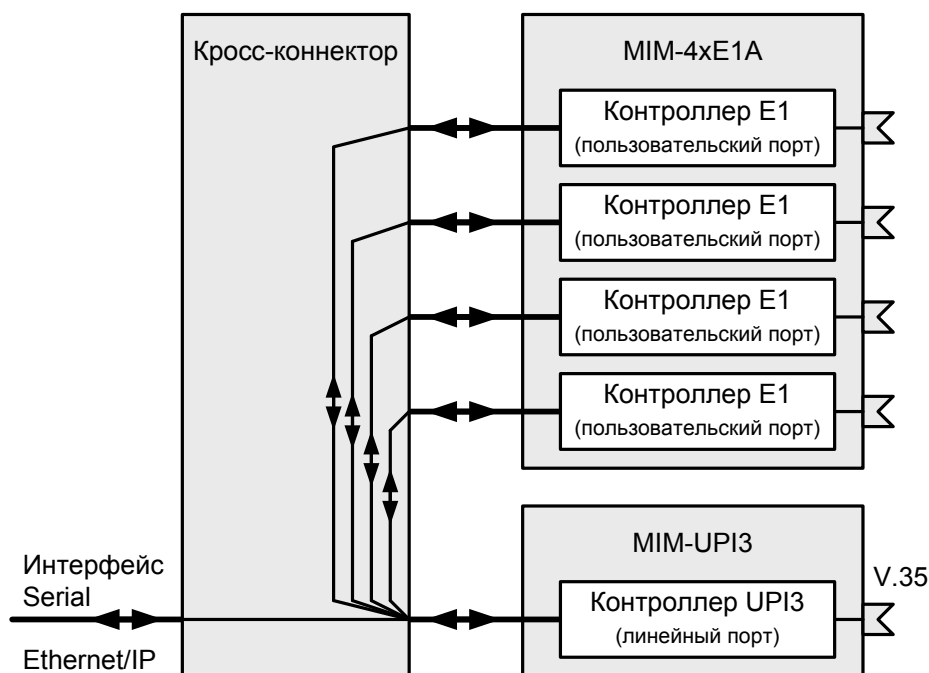 Кросс-коннектор
MIM-4xE1A
Контроллер E1
(пользовательский порт)
Контроллер E1
(пользовательский порт)
Контроллер E1
(пользовательский порт)
Контроллер E1
(пользовательский порт)
MIM-UPI3
Контроллер UPI3
(линейный порт)
V.35
Интерфейс
Serial
Ethernet/IP